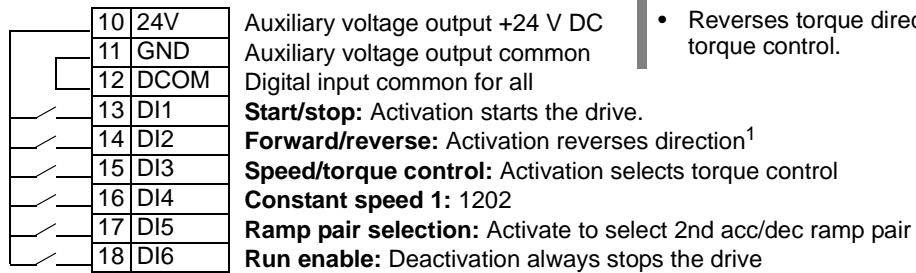 10 24V Auxiliary voltage output +24 V DC
11 GND Auxiliary voltage output common
12 DCOM Digital input common for all
13 DI1 Start/stop: Activation starts the drive.
14 DI2 Forward/reverse: Activation reverses direction1
15 DI3 Speed/torque control: Activation selects torque control
16 DI4 Constant speed 1: 1202
17 DI5 Ramp pair selection: Activate to select 2nd acc/dec ramp pair
18 DI6 Run enable: Deactivation always stops the drive
• Reverses torque
torque control.